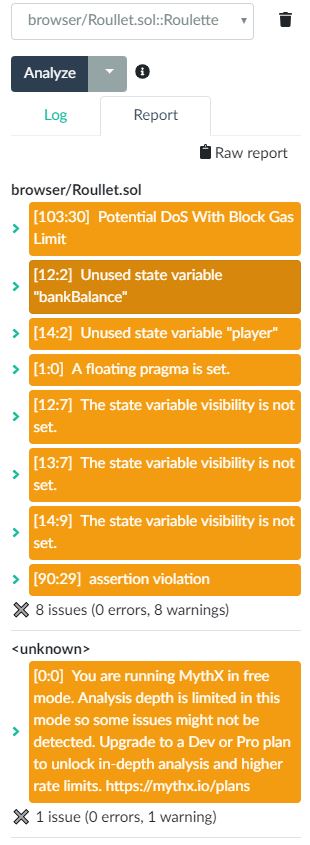 browser/Roullet.sol::Roulette
Analyze
Log
Report
Raw report
browser/Roullet.sol
[103:30] Potential DoS With Block Gas
Limit
[12:2] Unused state variable
"bankBalance"
[14:2] Unused state variable "player"
[1:0] A floating pragma is set.
[12:7] The state variable visibility is not
set.
[13:7] The state variable visibility is not
set.
[14:9] The state variable visibility is not
set.
[90:29] assertion violation
8 issues (0 errors, 8 warnings)
<unknown>
[0:0] You are running MythX in free
mode. Analysis depth is limited in this
mode so some issues might not be
detected. Upgrade to a Dev or Pro plan
to unlock in-depth analysis and higher
rate limits. https://mythx.io/plans
1 issue (0 errors, 1 warning)